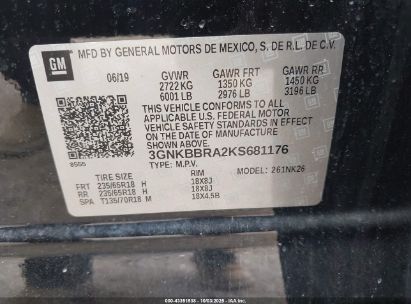 GM
MFD BY GENERAL MOTORS DE MEXICO, S. DE R.L. DE C.V.
06/19 GVWR GAWR FRT GAWR RR
2722 KG 1350 KG 1450 KG
6001 LB 2976 LB 3196 LB
THIS VEHICLE CONFORMS TO ALL
APPLICABLE U.S. FEDERAL MOTOR
VEHICLE SAFETY AND THEFT PREVENTION
STANDARDS IN EFFECT ON THE DATE OF
MANUFACTURE SHOWN ABOVE.
3GNKBBRA2KS681176
TYPE: M.P.V. MODEL: 261NK26
TIRE RIM
FRT 235/65R18 H 18X8J
RR 235/65R18 H 18X8J
SPA T135/70R18 M 18X4.5B